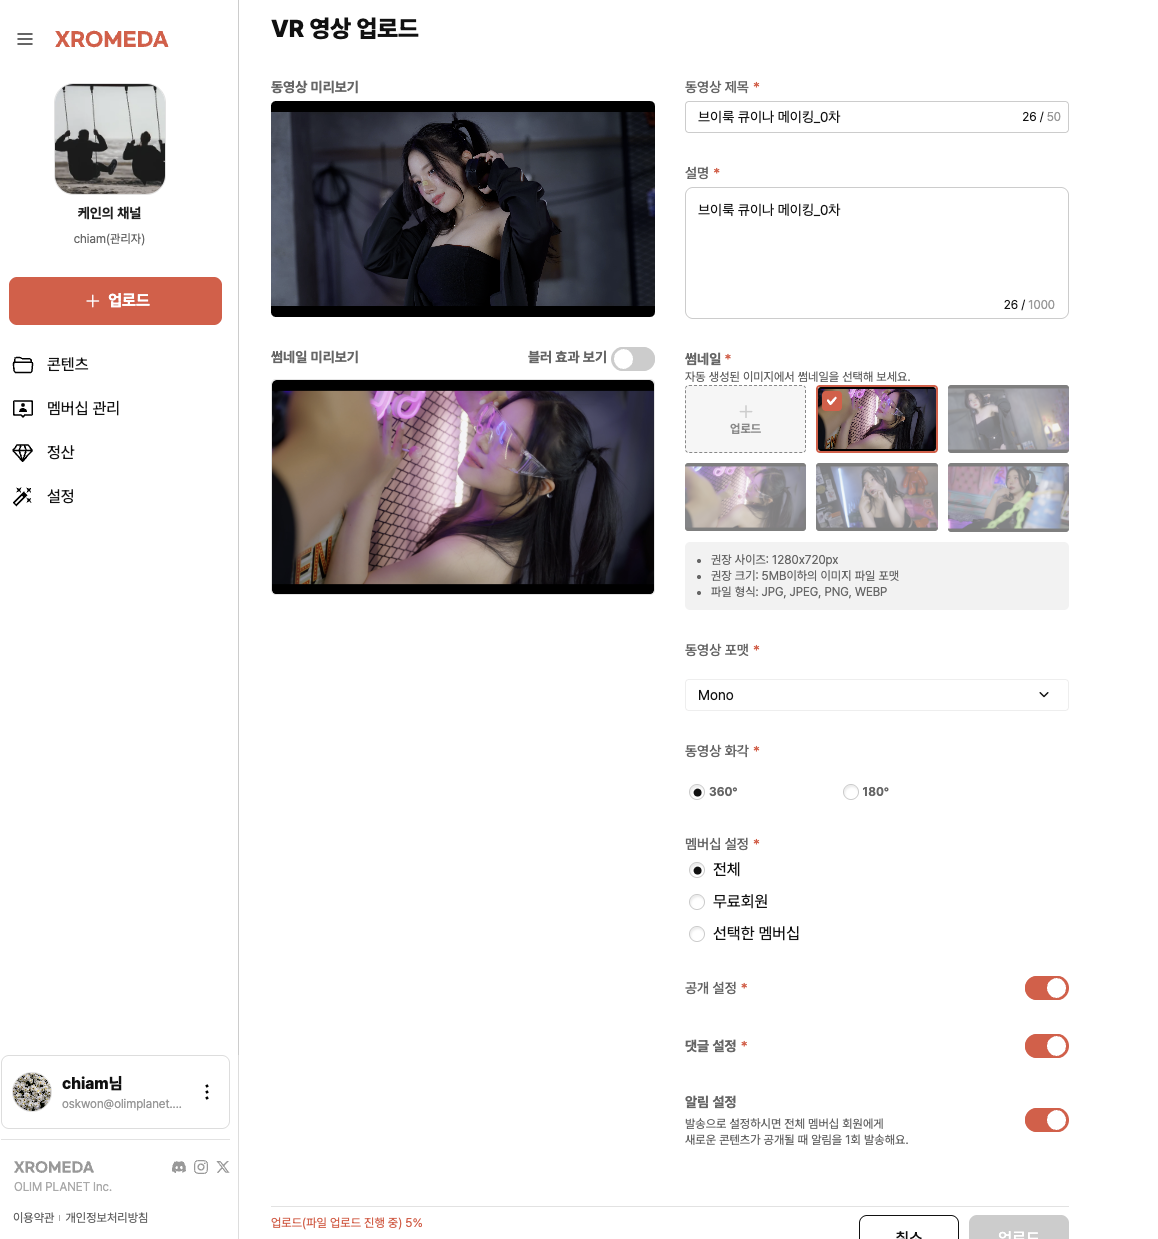 XROMEDA
케인의 채널
chiam(관리자)
+ 업로드
콘텐츠
멤버십 관리
정산
설정
chiam님
oskwon@olimplanet....
XROMEDA
OLIM PLANET Inc.
이용약관 | 개인정보처리방침
VR 영상 업로드
동영상 미리보기
썸네일 미리보기
블러 효과 보기
동영상 제목 *
브이룩 큐이나 메이킹_0차
26 / 50
설명 *
브이룩 큐이나 메이킹_0차
26 / 1000
썸네일 *
자동 생성된 이미지에서 썸네일을 선택해 보세요.
+
업로드
• 권장 사이즈: 1280x720px
• 권장 크기: 5MB이하의 이미지 파일 포맷
• 파일 형식: JPG, JPEG, PNG, WEBP
동영상 포맷 *
Mono
동영상 화각 *
360°
180°
멤버십 설정 *
전체
무료회원
선택한 멤버십
공개 설정 *
댓글 설정 *
알림 설정
발송으로 설정하시면 전체 멤버십 회원에게
새로운 콘텐츠가 공개될 때 알림을 1회 발송해요.
업로드(파일 업로드 진행 중) 5%
취소
업로드